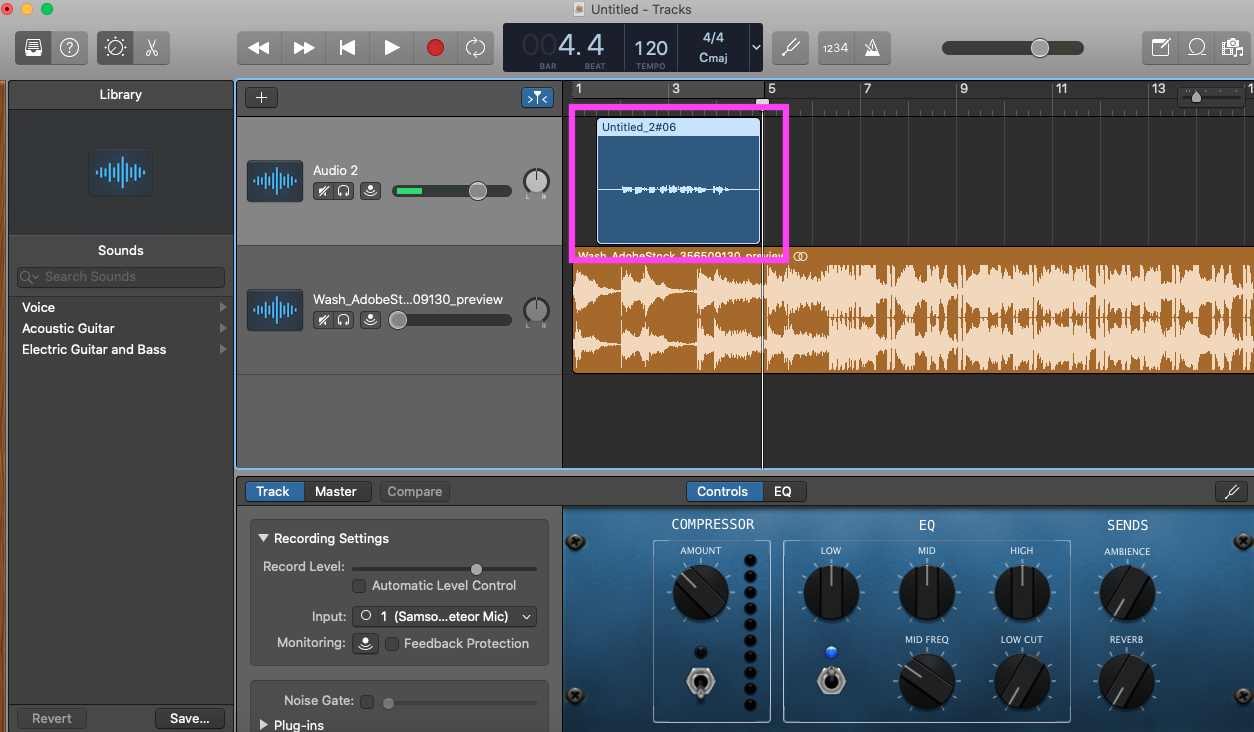 Untitled - Tracks
004. 4
BAR BEAT
120
TEMPO
4/4
Cmaj
1234
Library
Sounds
Search Sounds
Voice
Acoustic Guitar
Electric Guitar and Bass
Revert
Save...
1 3 5 7 9 11 13
Audio 2
L R
Untitled_2#06
Wash_AdobeSt...09130_preview
L R
Wash_AdobeStock_356509130_preview
Track
Master
Compare
Controls
EQ
Recording Settings
Record Level:
Automatic Level Control
Input:
1 (Samso...eteor Mic)
Monitoring:
Feedback Protection
Noise Gate:
Plug-ins
COMPRESSOR
AMOUNT
EQ
LOW
MID
HIGH
MID FREQ
LOW CUT
SENDS
AMBIENCE
REVERB